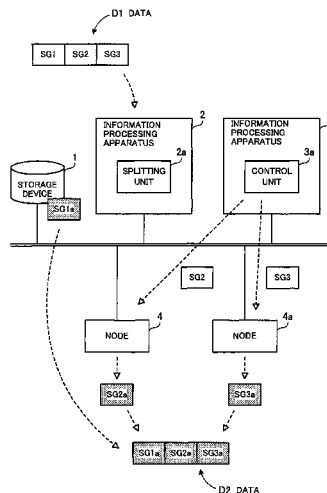 D1 DATA
SG1 SG2 SG3
2
INFORMATION PROCESSING APPARATUS
2a
SPLITTING UNIT
INFORMATION PROCESSING APPARATUS
3a
CONTROL UNIT
1
STORAGE DEVICE
SG1a
SG2
SG3
4
NODE
4a
NODE
SG2a
SG3a
SG1a SG2a SG3a
D2 DATA